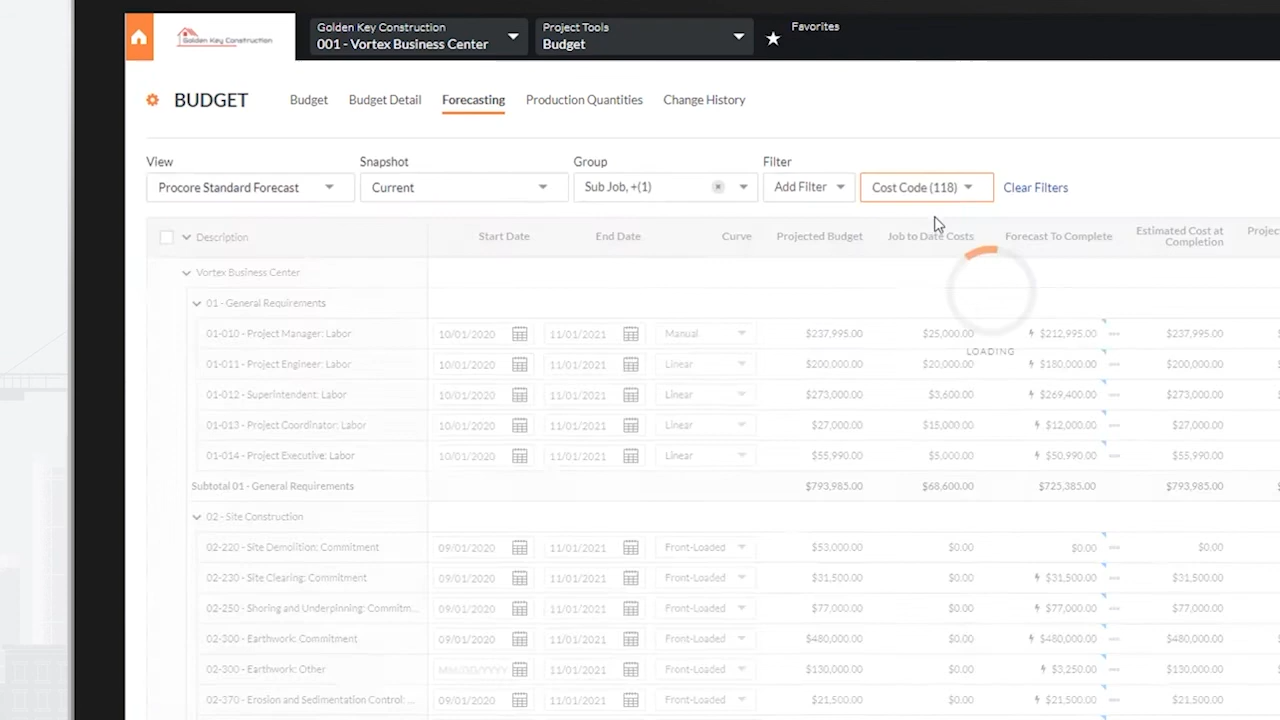 Golden Key Construction
Golden Key Construction
001 - Vortex Business Center
Project Tools
Budget
Favorites
BUDGET
Budget
Budget Detail
Forecasting
Production Quantities
Change History
View
Snapshot
Group
Filter
Procore Standard Forecast
Current
Sub Job, +(1)
Add Filter
Cost Code (118)
Clear Filters
Description
Start Date
End Date
Curve
Projected Budget
Job to Date Costs
Forecast To Complete
Estimated Cost at
Completion
Projec
Vortex Business Center
01 - General Requirements
01-010 - Project Manager: Labor 10/01/2020 11/01/2021 Manual $237,995.00 $25,000.00 $212,995.00 $237,995.00
LOADING
01-011 - Project Engineer: Labor 10/01/2020 11/01/2021 Linear $200,000.00 $20,000.00 $180,000.00 $200,000.00
01-012 - Superintendent: Labor 10/01/2020 11/01/2021 Linear $273,000.00 $3,600.00 $269,400.00 $273,000.00
01-013 - Project Coordinator: Labor 10/01/2020 11/01/2021 Linear $27,000.00 $15,000.00 $12,000.00 $27,000.00
01-014 - Project Executive: Labor 10/01/2020 11/01/2021 Linear $55,990.00 $5,000.00 $50,990.00 $55,990.00
Subtotal 01 - General Requirements $793,985.00 $68,600.00 $725,385.00 $793,985.00
02 - Site Construction
02-220 - Site Demolition: Commitment 09/01/2020 11/01/2021 Front-Loaded $53,000.00 $0.00 $0.00 $0.00
02-230 - Site Clearing: Commitment 09/01/2020 11/01/2021 Front-Loaded $31,500.00 $0.00 $31,500.00 $31,500.00
02-250 - Shoring and Underpinning: Commitm... 09/01/2020 11/01/2021 Front-Loaded $77,000.00 $0.00 $77,000.00 $77,000.00
02-300 - Earthwork: Commitment 09/01/2020 11/01/2021 Front-Loaded $480,000.00 $0.00 $480,000.00 $480,000.00
02-300 - Earthwork: Other MM/DD/YYYY 11/01/2021 Front-Loaded $130,000.00 $0.00 $3,250.00 $130,000.00
02-370 - Erosion and Sedimentation Control: ... 09/01/2020 11/01/2021 Front-Loaded $21,500.00 $0.00 $21,500.00 $21,500.00